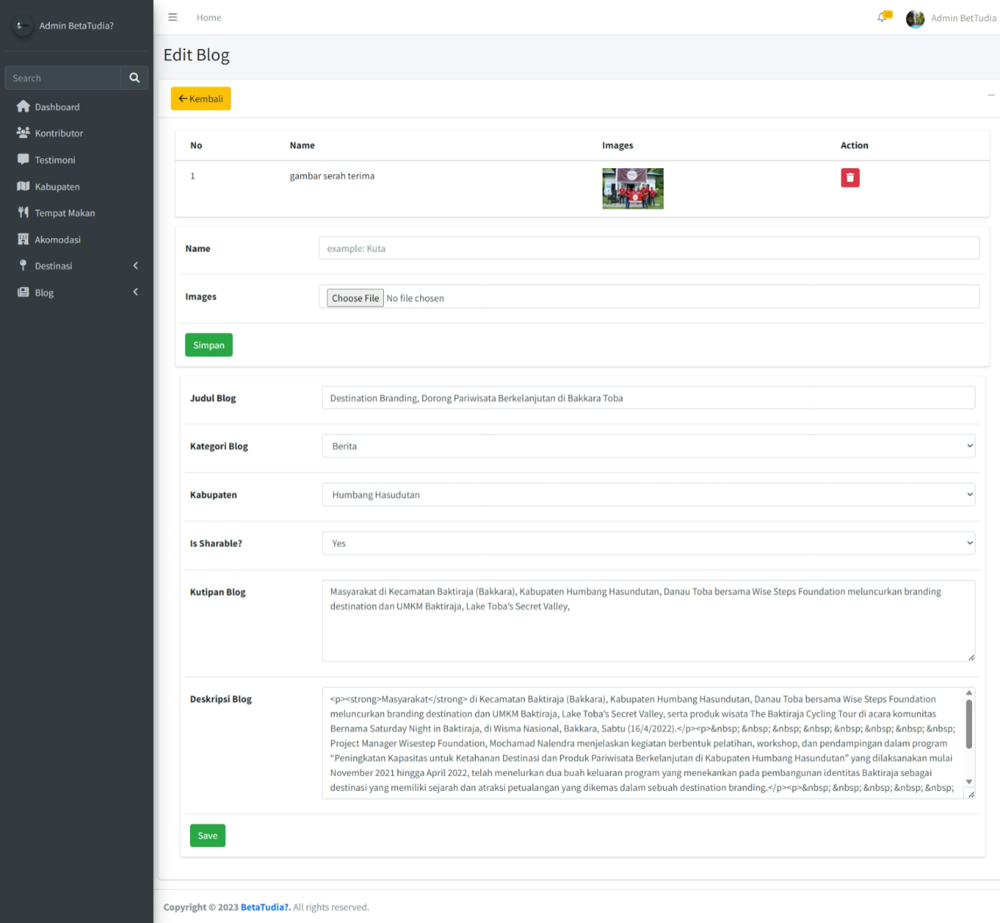 Admin BetaTudia?
Search
Dashboard
Kontributor
Testimoni
Kabupaten
Tempat Makan
Akomodasi
Destinasi
Blog
Home
15
Admin BetTudia
Edit Blog
Kembali
No Name Images Action
1 gambar serah terima
Name example: Kuta
Images Choose File No file chosen
Simpan
Judul Blog Destination Branding, Dorong Pariwisata Berkelanjutan di Bakkara Toba
Kategori Blog Berita
Kabupaten Humbang Hasudutan
Is Sharable? Yes
Kutipan Blog Masyarakat di Kecamatan Baktiraja (Bakkara), Kabupaten Humbang Hasundutan, Danau Toba bersama Wise Steps Foundation meluncurkan branding
destination dan UMKM Baktiraja, Lake Toba's Secret Valley,
Deskripsi Blog <p><strong>Masyarakat</strong> di Kecamatan Baktiraja (Bakkara), Kabupaten Humbang Hasundutan, Danau Toba bersama Wise Steps Foundation
meluncurkan branding destination dan UMKM Baktiraja, Lake Toba's Secret Valley, serta produk wisata The Baktiraja Cycling Tour di acara komunitas
Bernama Saturday Night in Baktiraja, di Wisma Nasional, Bakkara, Sabtu (16/4/2022).</p><p>&nbsp; &nbsp; &nbsp; &nbsp; &nbsp; &nbsp; &nbsp; &nbsp;
Project Manager Wisestep Foundation, Mochamad Nalendra menjelaskan kegiatan berbentuk pelatihan, workshop, dan pendampingan dalam program
“Peningkatan Kapasitas untuk Ketahanan Destinasi dan Produk Pariwisata Berkelanjutan di Kabupaten Humbang Hasundutan” yang dilaksanakan mulai
November 2021 hingga April 2022, telah menelurkan dua buah keluaran program yang menekankan pada pembangunan identitas Baktiraja sebagai
destinasi yang memiliki sejarah dan atraksi petualangan yang dikemas dalam sebuah destination branding.</p><p>&nbsp; &nbsp; &nbsp; &nbsp; &nbsp;
Save
Copyright © 2023 BetaTudia?. All rights reserved.